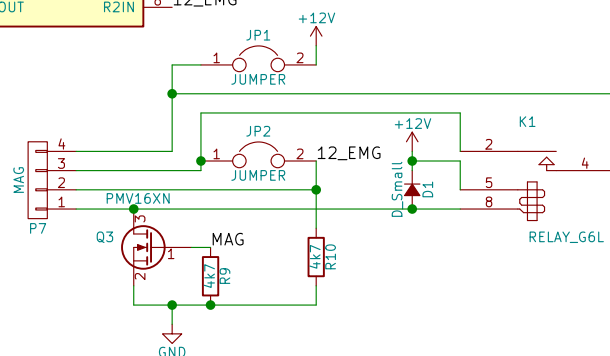 OUT
R2IN
8
12_EMG
+12V
JP1
1
2
JUMPER
K1
JP2
+12V
1
2
12_EMG
JUMPER
2
4
MAG
4
3
2
1
P7
PMV16XN
D_Small
D1
5
8
RELAY_G6L
3
Q3
1
2
MAG
4k7
R9
4k7
R10
GND